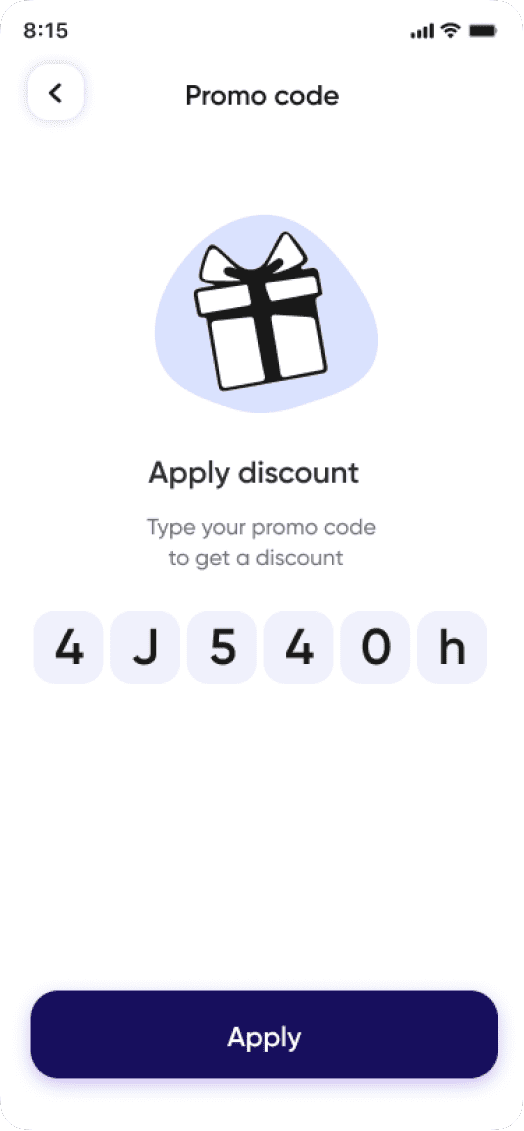 8:15
Promo code
Apply discount
Type your promo code
to get a discount
4 J 5 4 0 h
Apply